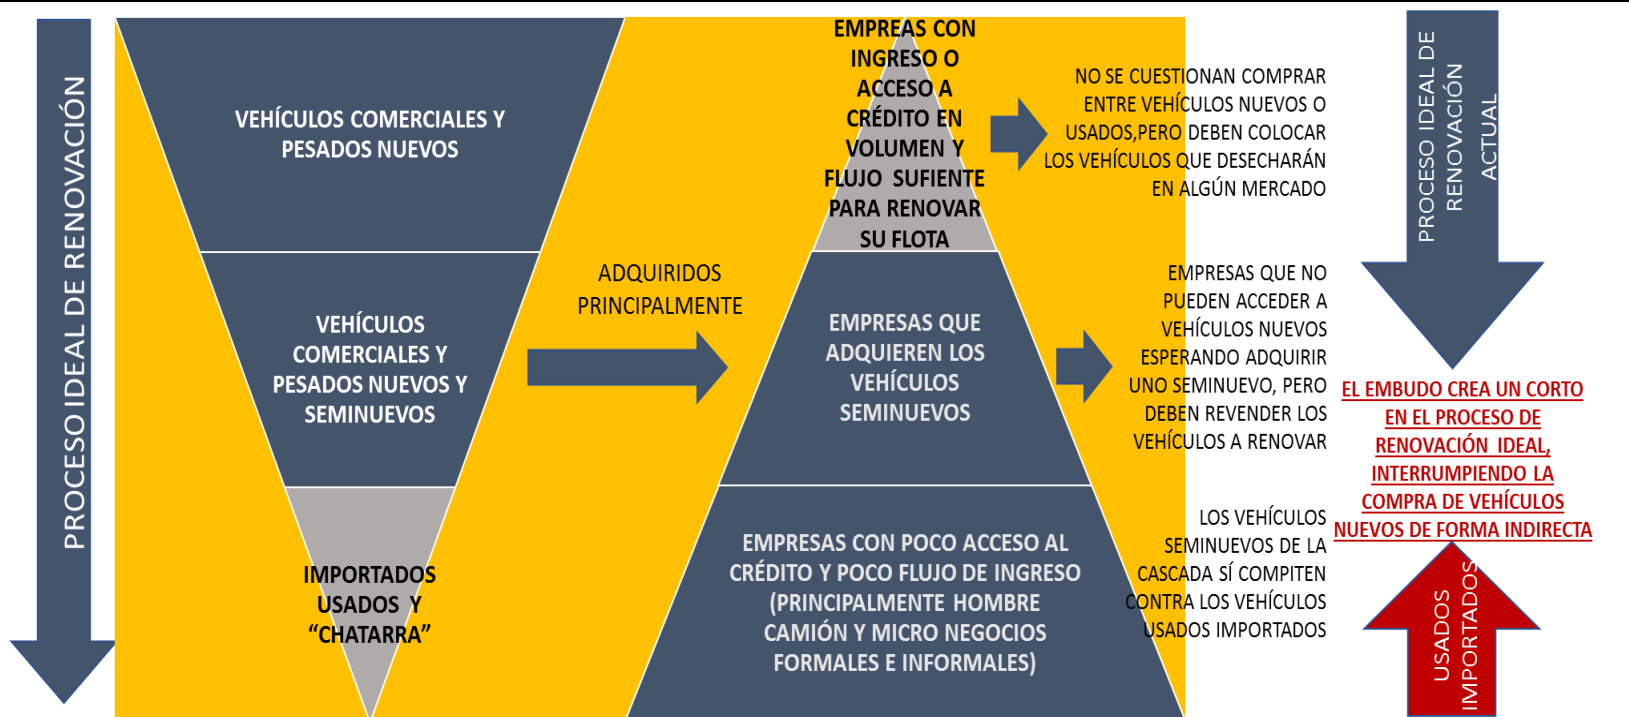 PROCESO IDEAL DE RENOVACIÓN
VEHÍCULOS COMERCIALES Y
PESADOS NUEVOS
VEHÍCULOS
COMERCIALES Y
PESADOS NUEVOS Y
SEMINUEVOS
IMPORTADOS
USADOS Y
“CHATARRA”
ADQUIRIDOS
PRINCIPALMENTE
EMPREAS CON
INGRESO O
ACCESO A
CRÉDITO EN
VOLUMEN Y
FLUJO SUFIENTE
PARA RENOVAR
SU FLOTA
EMPRESAS QUE
ADQUIEREN LOS
VEHÍCULOS
SEMINUEVOS
EMPRESAS CON POCO ACCESO AL
CRÉDITO Y POCO FLUJO DE INGRESO
(PRINCIPALMENTE HOMBRE
CAMIÓN Y MICRO NEGOCIOS
FORMALES E INFORMALES)
NO SE CUESTIONAN COMPRAR
ENTRE VEHÍCULOS NUEVOS O
USADOS,PERO DEBEN COLOCAR
LOS VEHÍCULOS QUE DESECHARÁN
EN ALGÚN MERCADO
EMPRESAS QUE NO
PUEDEN ACCEDER A
VEHÍCULOS NUEVOS
ESPERANDO ADQUIRIR
UNO SEMINUEVO, PERO
DEBEN REVENDER LOS
VEHÍCULOS A RENOVAR
LOS VEHÍCULOS
SEMINUEVOS DE LA
CASCADA SÍ COMPITEN
CONTRA LOS VEHÍCULOS
USADOS IMPORTADOS
PROCESO IDEAL DE
RENOVACIÓN
ACTUAL
EL EMBUDO CREA UN CORTO
EN EL PROCESO DE
RENOVACIÓN IDEAL,
INTERRUMPIENDO LA
COMPRA DE VEHÍCULOS
NUEVOS DE FORMA INDIRECTA
USADOS
IMPORTADOS